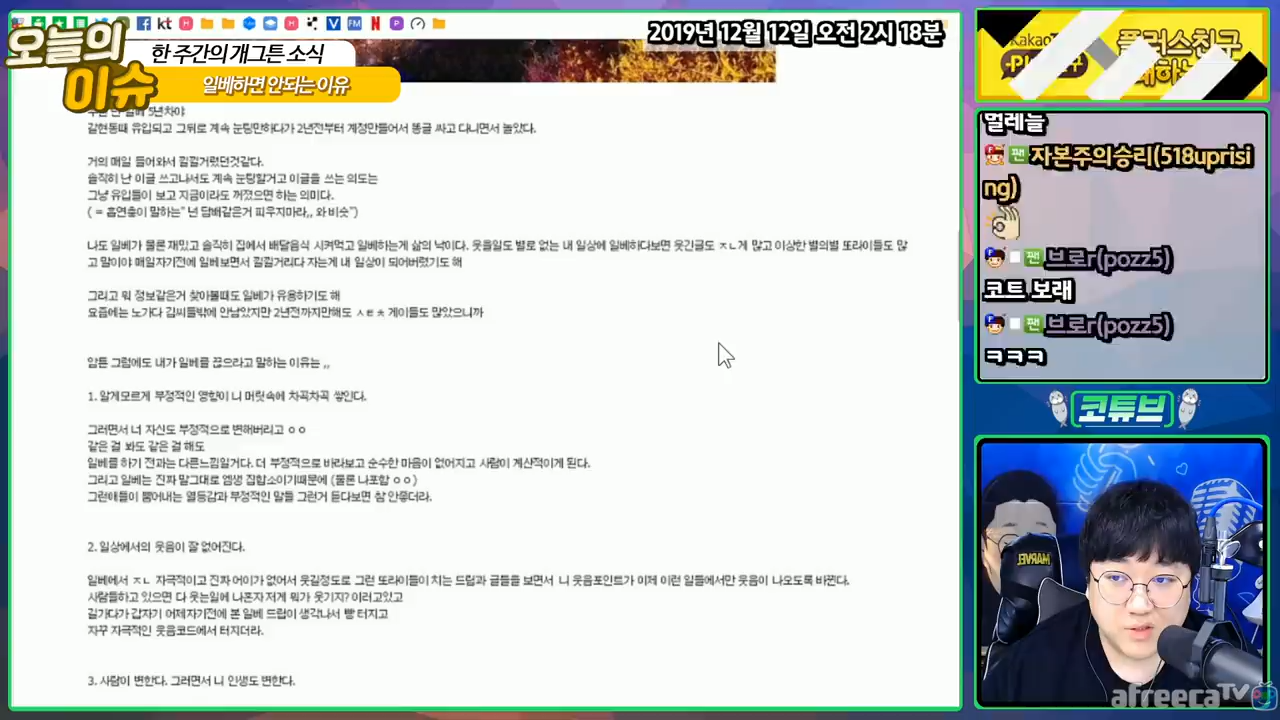 오늘의
이슈
한 주간의 개그튼 소식
일베하면 안되는 이유
2019년 12월 12일 오전 2시 18분
갈현동때 유입되고 그뒤로 계속 눈팅만하다가 2년전부터 계정만들어서 똥글 싸고 다니면서 놀았다.
거의 매일 들어와서 낄낄거렸던것같다.
솔직히 난 이글 쓰고나서도 계속 눈팅할거고 이글을 쓰는 의도는
그냥 유입들이 보고 지금이라도 꺼졌으면 하는 의미다.
( = 흡연충이 말하는" 넌 담배같은거 피우지마라,, 와 비슷")
나도 일베가 물론 재밌고 솔직히 집에서 배달음식 시켜먹고 일베하는게 삶의 낙이다. 웃을일도 별로 없는 내 일상에 일베하다보면 웃긴글도 ㅈㄴ게 많고 이상한 별의별 또라이들도 많
고 말이야 매일자기전에 일베보면서 낄낄거리다 자는게 내 일상이 되어버렸기도 해
그리고 뭐 정보같은거 찾아볼때도 일베가 유용하기도 해
요즘에는 노가다 김씨들밖에 안남았지만 2년전까지만해도 ㅅㅌㅊ 게이들도 많았으니까
암튼 그럼에도 내가 일베를 끊으라고 말하는 이유는 ,,
1. 알게모르게 부정적인 영향이 니 머릿속에 차곡차곡 쌓인다.
그러면서 너 자신도 부정적으로 변해버리고 ㅇㅇ
같은 걸 봐도 같은 걸 해도
일베를 하기 전과는 다른느낌일거다. 더 부정적으로 바라보고 순수한 마음이 없어지고 사람이 계산적이게 된다.
그리고 일베는 진짜 말그대로 엠생 집합소이기때문에 (물론 나포함 ㅇㅇ)
그런애들이 뿜어내는 열등감과 부정적인 말들 그런거 듣다보면 참 안좋더라.
2. 일상에서의 웃음이 잘 없어진다.
일베에서 ㅈㄴ 자극적이고 진짜 어이가 없어서 웃길정도로 그런 또라이들이 치는 드립과 글들을 보면서 니 웃음포인트가 이제 이런 일들에서만 웃음이 나오도록 바뀐다.
사람들하고 있으면 다 웃는일에 나혼자 저게 뭐가 웃기지? 이러고있고
길가다가 갑자기 어제자기전에 본 일베 드립이 생각나서 빵 터지고
자꾸 자극적인 웃음코드에서 터지더라.
3. 사람이 변한다. 그러면서 니 인생도 변한다.
플러스친구
멀레들
자본주의승리(518uprisi
ng)
브로r(pozz5)
코트 보래
브로r(pozz5)
ㅋㅋㅋ
코튜브
MARVEL
afreecaTV